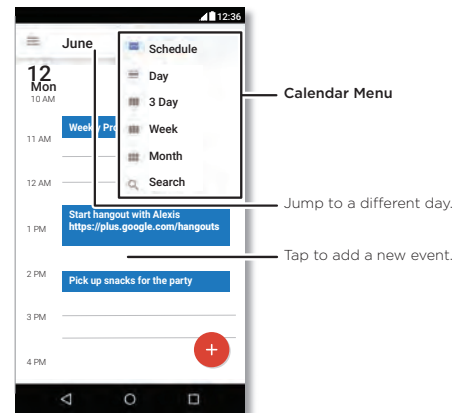 12:36
June
Schedule
Day
3 Day
Week
Month
Search
Calendar Menu
12
Mon
10 AM
11 AM
Weekly Pro
12 AM
Jump to a different day.
Start hangout with Alexis
https://plus.google.com/hangouts
1 PM
Tap to add a new event.
2 PM
Pick up snacks for the party
3 PM
+
4 PM